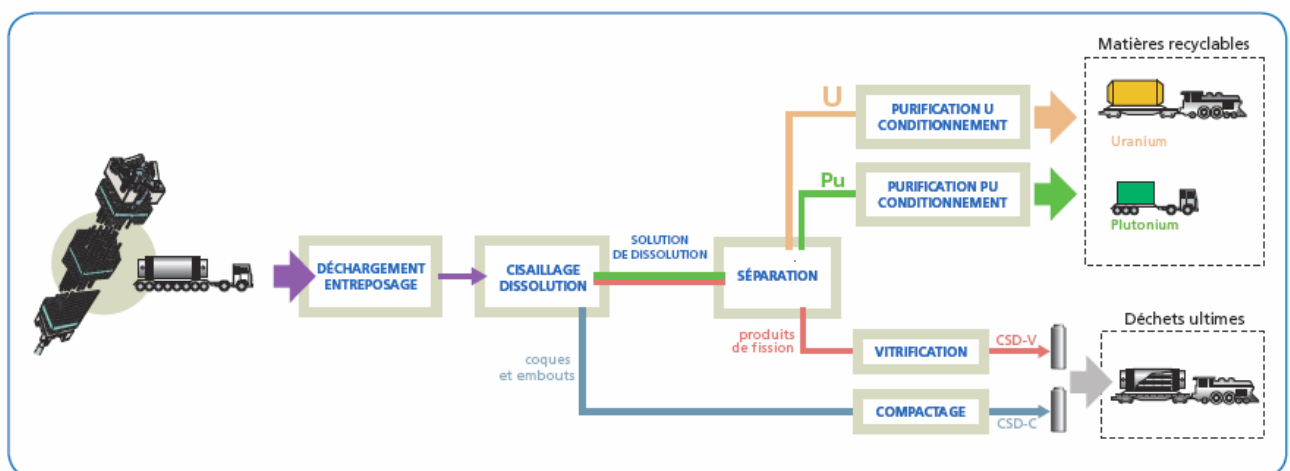 Matières recyclables
U
PURIFICATION U
CONDITIONNEMENT
Uranium
Pu
PURIFICATION PU
CONDITIONNEMENT
Plutonium
SOLUTION
DE DISSOLUTION
DÉCHARGEMENT
ENTREPOSAGE
CISAILLAGE
DISSOLUTION
SÉPARATION
produits
de fission
VITRIFICATION
CSD-V
Déchets ultimes
coques
et embouts
COMPACTAGE
CSD-C